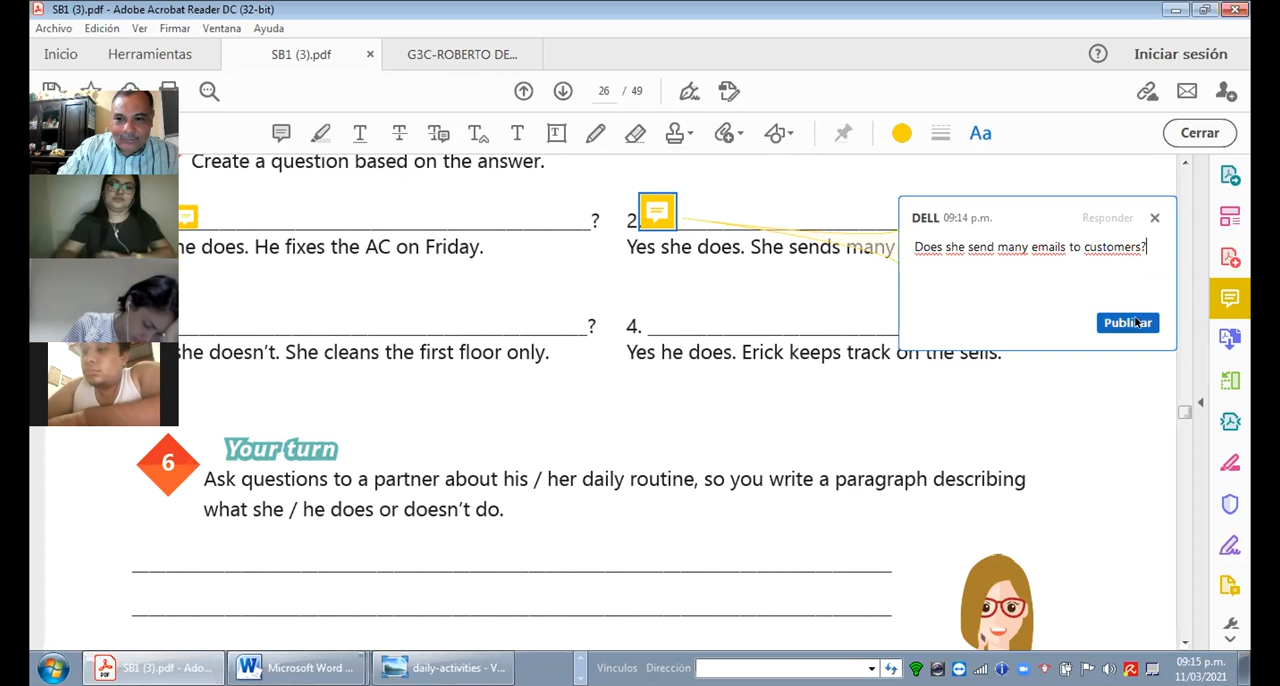 SB1 (3).pdf - Adobe Acrobat Reader DC (32-bit)
Archivo Edición Ver Firmar Ventana Ayuda
Inicio Herramientas SB1 (3).pdf × G3C-ROBERTO DE... Iniciar sesión
26 / 49
Aa Cerrar
Create a question based on the answer.
? 2.
he does. He fixes the AC on Friday. Yes she does. She sends many
DELL 09:14 p.m. Responder
Does she send many emails to customers?
Publicar
? 4.
she doesn't. She cleans the first floor only. Yes he does. Erick keeps track on the sells.
6 Your turn
Ask questions to a partner about his / her daily routine, so you write a paragraph describing
what she / he does or doesn't do.
SB1 (3).pdf - Ado... Microsoft Word ... daily-activities - V... Vínculos Dirección 09:15 p.m.
11/03/2021